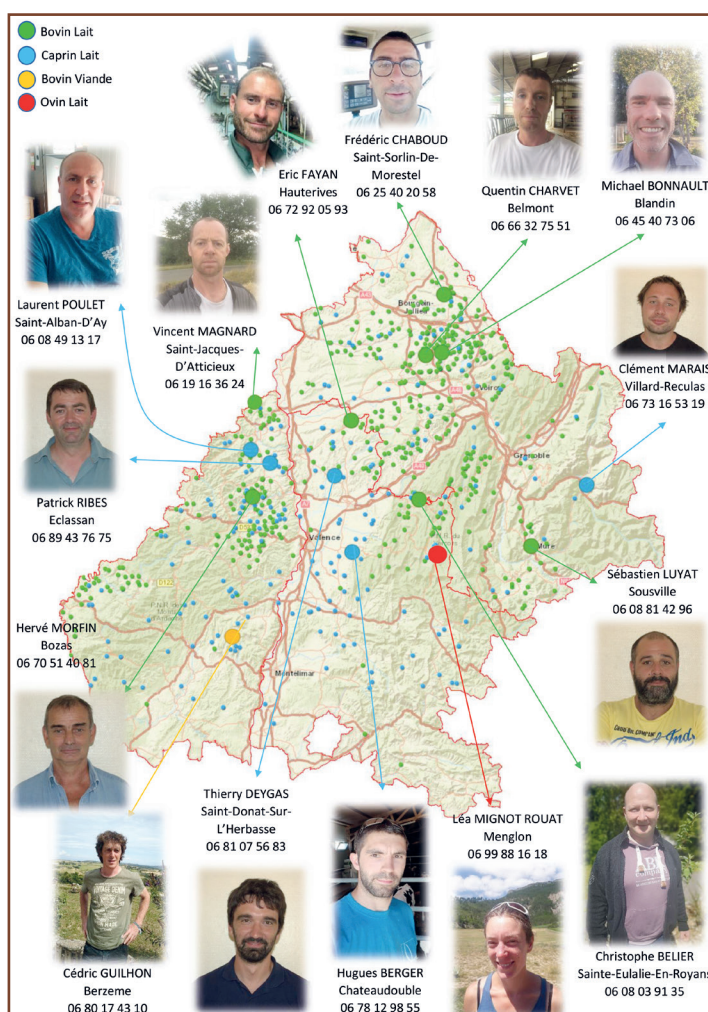 Bovin Lait
Caprin Lait
Bovin Viande
Ovin Lait
Eric FAYAN
Hauterives
06 72 92 05 93
Frédéric CHABOUD
Saint-Sorlin-De-
Morestel
06 25 40 20 58
Quentin CHARVET
Belmont
06 66 32 75 51
Michael BONNAULT
Blandin
06 45 40 73 06
Laurent POULET
Saint-Alban-D’Ay
06 08 49 13 17
Vincent MAGNARD
Saint-Jacques-
D’Atticieux
06 19 16 36 24
Clément MARAIS
Villard-Reculas
06 73 16 53 19
Patrick RIBES
Eclassan
06 89 43 76 75
Bourgoin-
Jallieu
Voiron
Grenoble
Valence
Mure
Montélimar
Sébastien LUYAT
Sousville
06 08 81 42 96
Hervé MORFIN
Bozas
06 70 51 40 81
Thierry DEYGAS
Saint-Donat-Sur-
L’Herbasse
06 81 07 56 83
Léa MIGNOT ROUAT
Menglon
06 99 88 16 18
Cédric GUILHON
Berzeme
06 80 17 43 10
Hugues BERGER
Chateaudouble
06 78 12 98 55
Christophe BELIER
Sainte-Eulalie-En-Royans
06 08 03 91 35